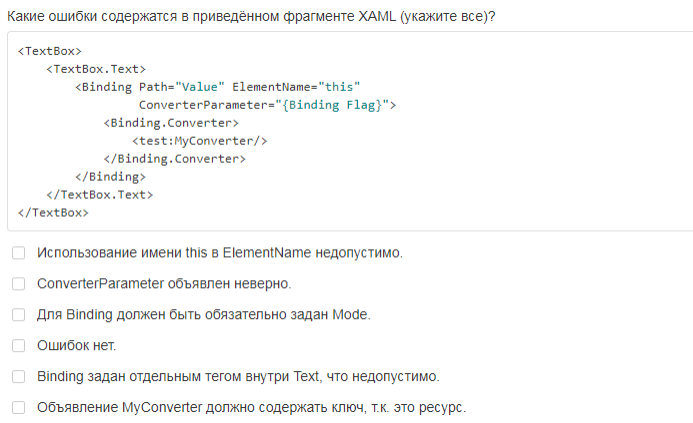 Какие ошибки содержатся в приведённом фрагменте XAML (укажите все)?
<TextBox>
    <TextBox.Text>
        <Binding Path="Value" ElementName="this"
                 ConverterParameter="{Binding Flag}">
            <Binding.Converter>
                <test:MyConverter/>
            </Binding.Converter>
        </Binding>
    </TextBox.Text>
</TextBox>
Использование имени this в ElementName недопустимо.
ConverterParameter объявлен неверно.
Для Binding должен быть обязательно задан Mode.
Ошибок нет.
Binding задан отдельным тегом внутри Text, что недопустимо.
Объявление MyConverter должно содержать ключ, т.к. это ресурс.